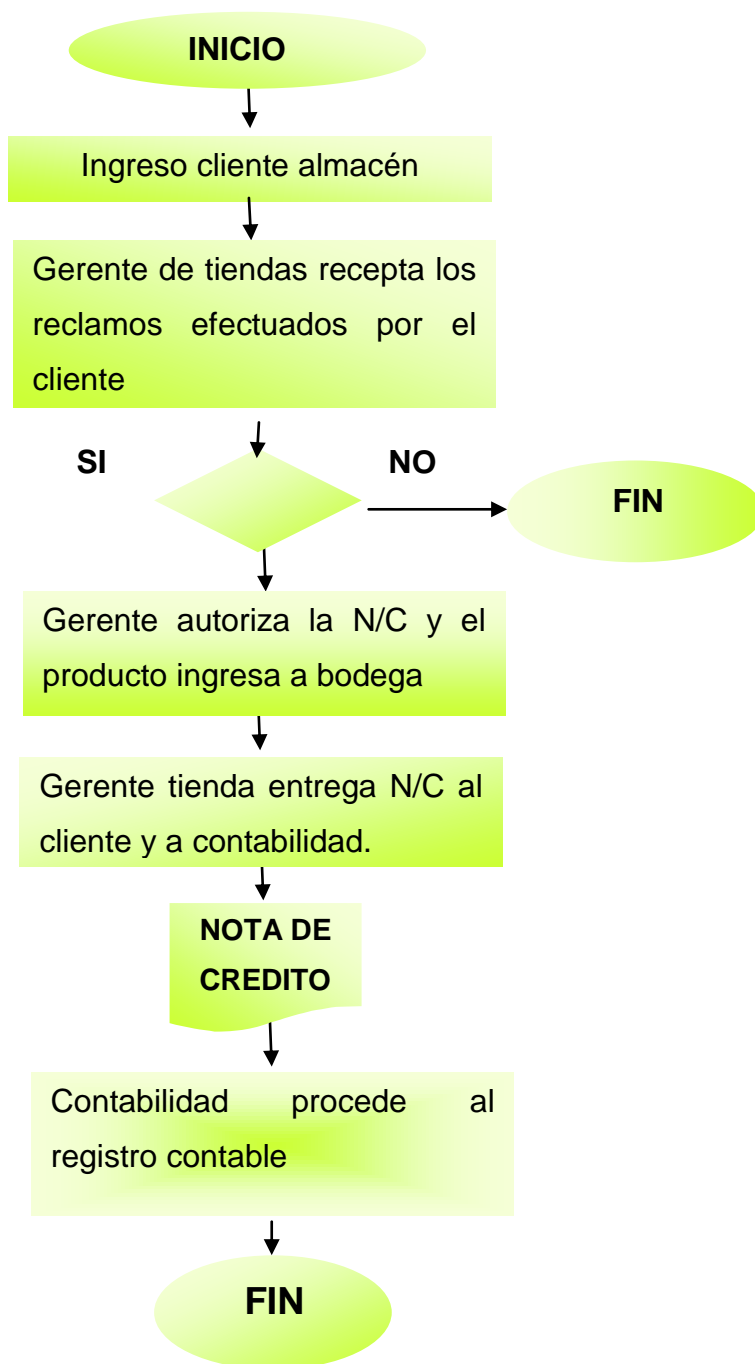 INICIO
Ingreso cliente almacén
Gerente de tiendas recepta los
reclamos efectuados por el
cliente
SI
NO
FIN
Gerente autoriza la N/C y el
producto ingresa a bodega
Gerente tienda entrega N/C al
cliente y a contabilidad.
NOTA DE
CREDITO
Contabilidad procede al
registro contable
FIN